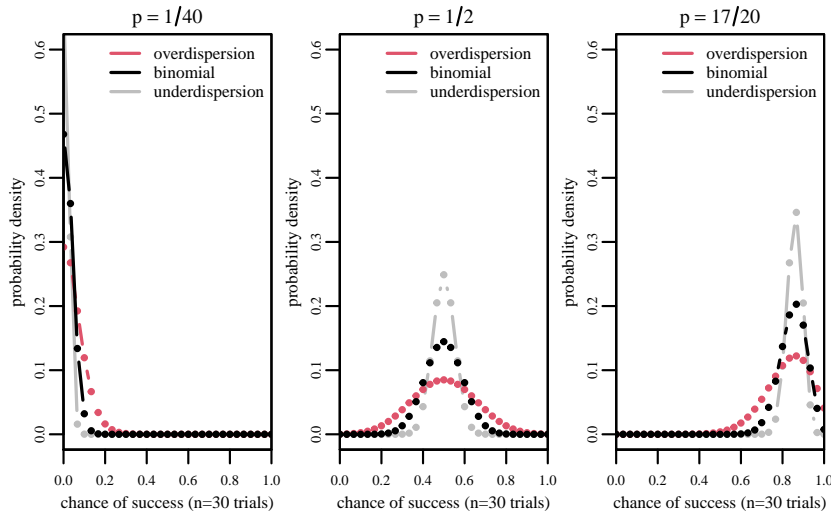 p = 1/40
overdispersion
binomial
underdispersion
probability density
0.0 0.1 0.2 0.3 0.4 0.5 0.6
0.0 0.2 0.4 0.6 0.8 1.0
chance of success (n=30 trials)
p = 1/2
overdispersion
binomial
underdispersion
probability density
0.0 0.1 0.2 0.3 0.4 0.5 0.6
0.0 0.2 0.4 0.6 0.8 1.0
chance of success (n=30 trials)
p = 17/20
overdispersion
binomial
underdispersion
probability density
0.0 0.1 0.2 0.3 0.4 0.5 0.6
0.0 0.2 0.4 0.6 0.8 1.0
chance of success (n=30 trials)